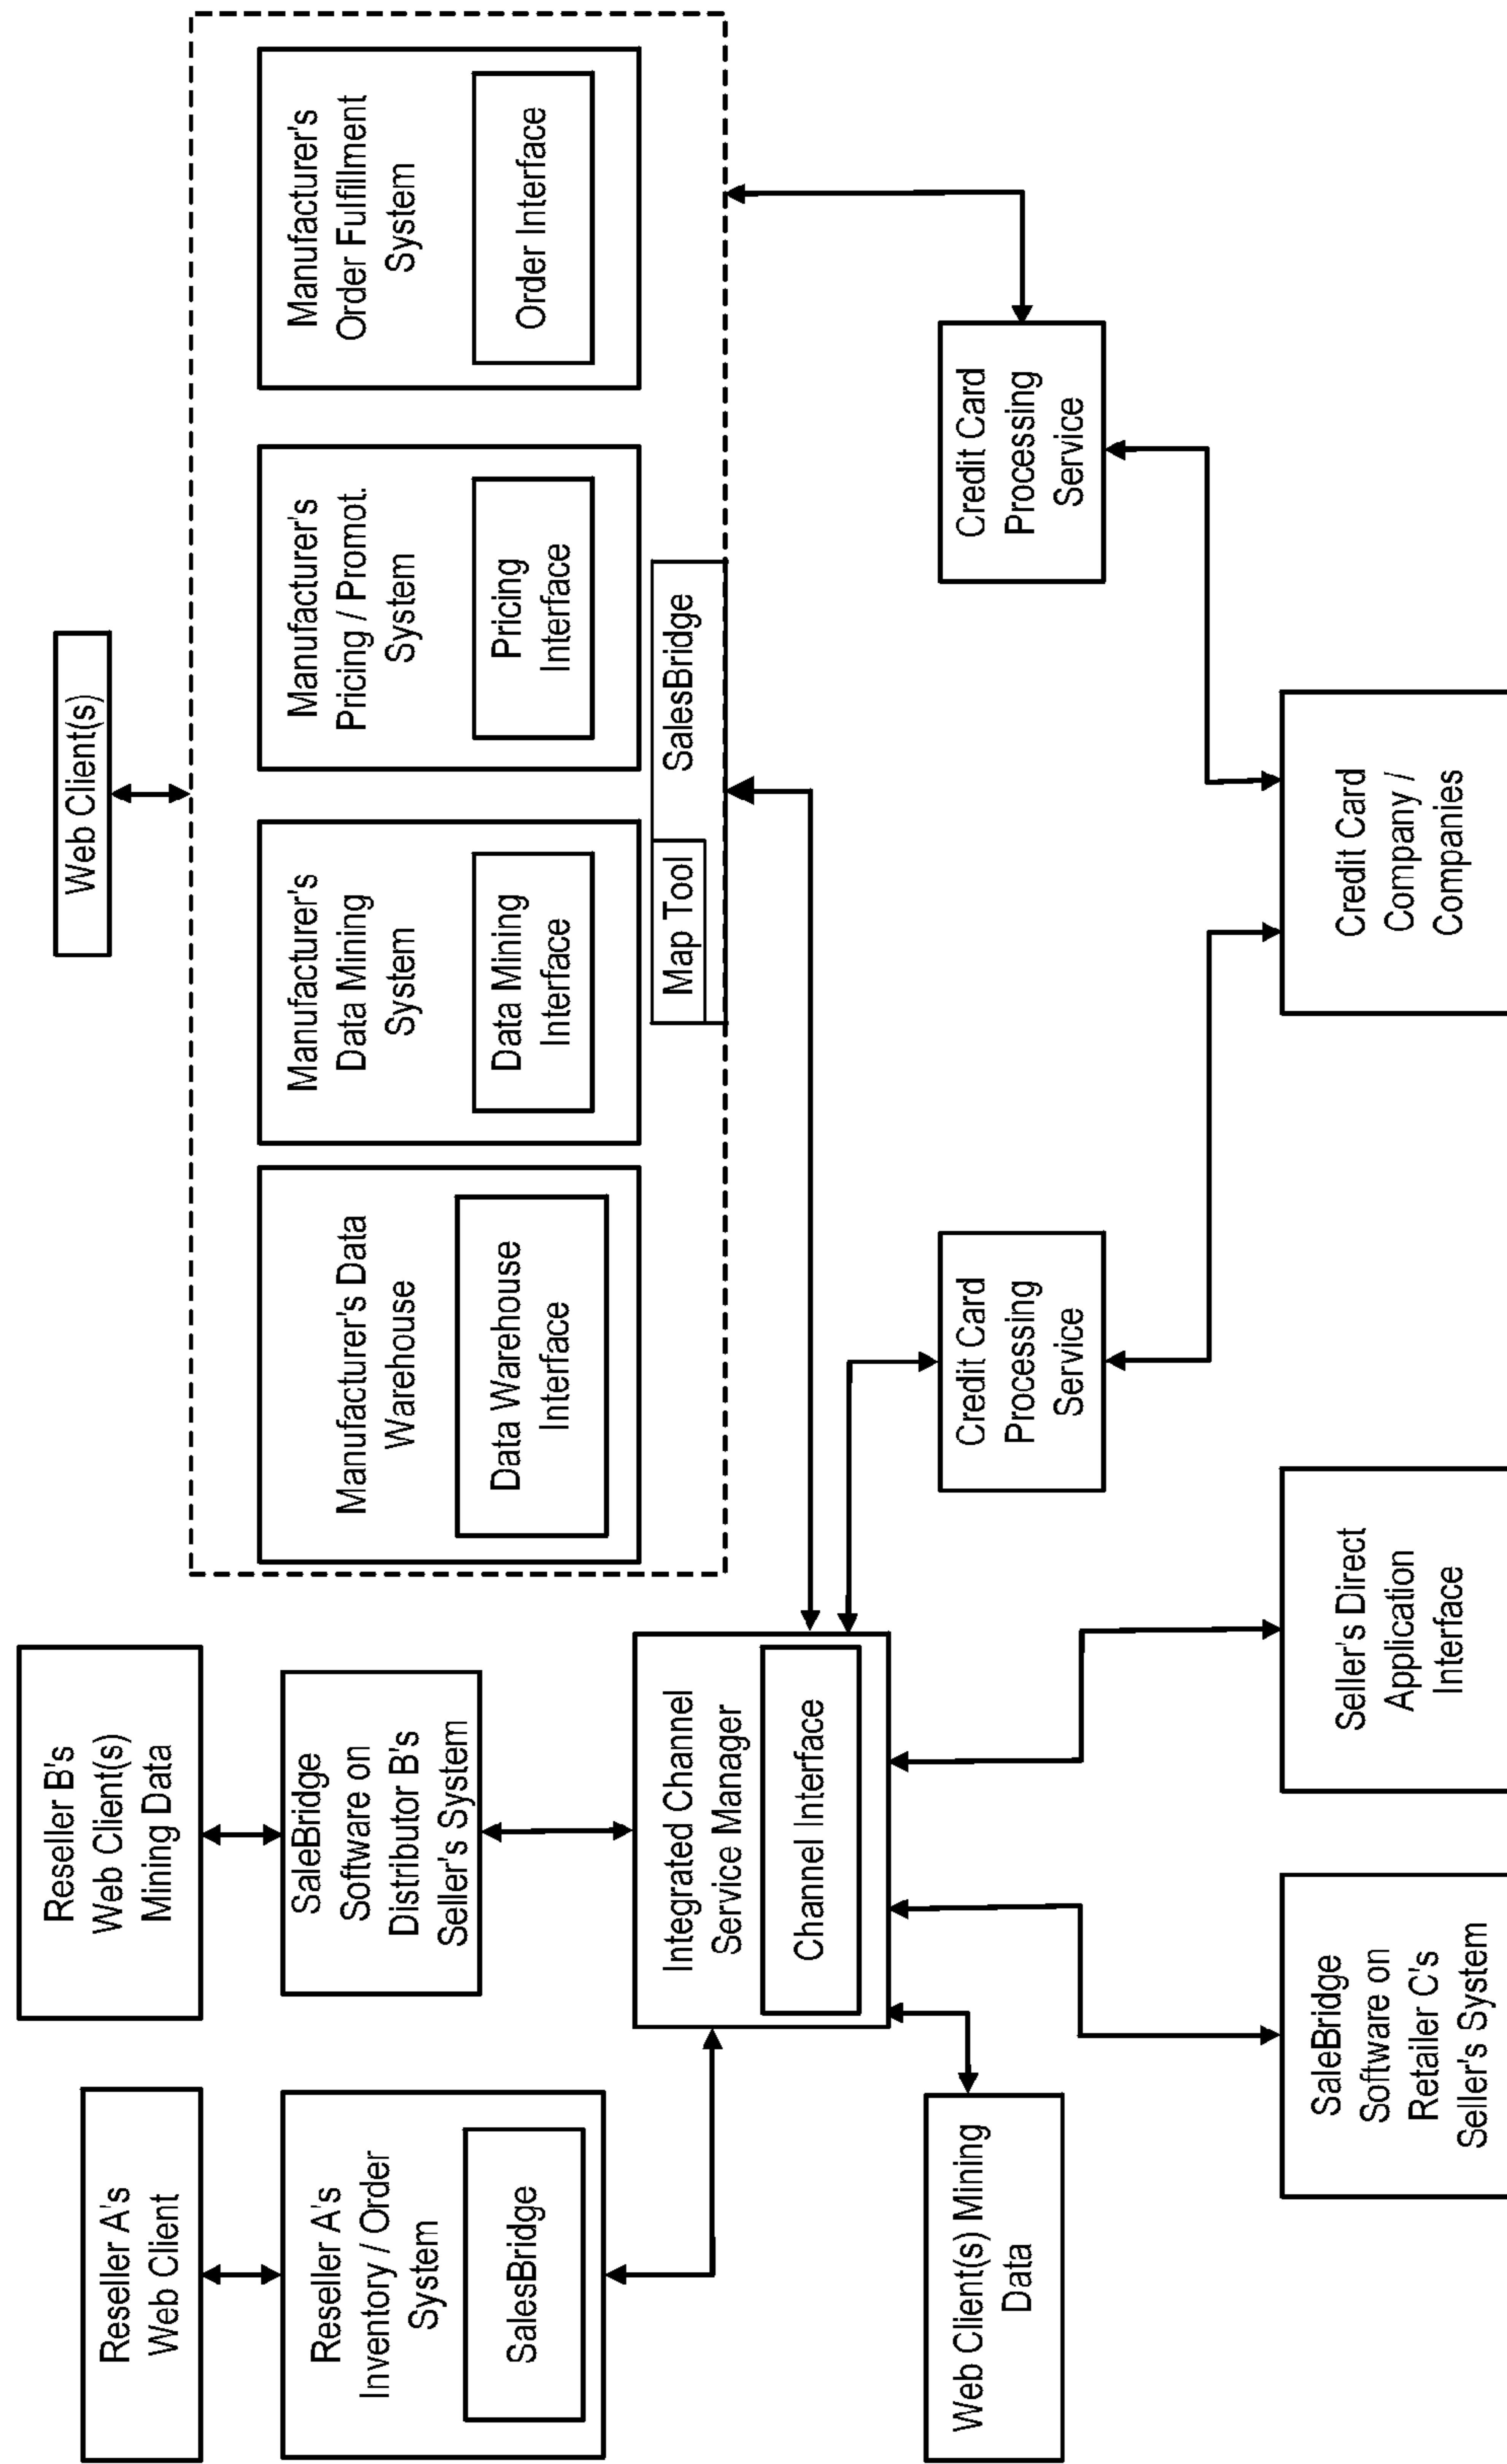 Reseller A's
Web Client
Reseller B's
Web Client(s)
Mining Data
Web Client(s)
Reseller A's
Inventory / Order
System
SalesBridge
SaleBridge
Software on
Distributor B's
Seller's System
Manufacturer's Data
Warehouse
Data Warehouse
Interface
Manufacturer's
Data Mining
System
Data Mining
Interface
Manufacturer's
Pricing / Promot.
System
Pricing
Interface
Manufacturer's
Order Fulfillment
System
Order Interface
Map Tool
SalesBridge
Integrated Channel
Service Manager
Channel Interface
Web Client(s) Mining
Data
Credit Card
Processing
Service
Credit Card
Processing
Service
SaleBridge
Software on
Retailer C's
Seller's System
Seller's Direct
Application
Interface
Credit Card
Company /
Companies